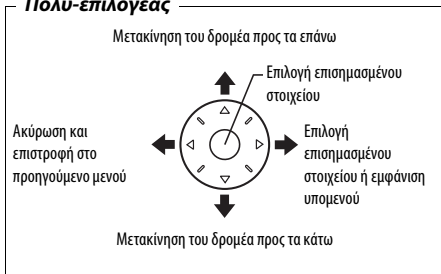 Πολυ-επιλογέας
Μετακίνηση του δρομέα προς τα επάνω
Επιλογή επισημασμένου
στοιχείου
Ακύρωση και
επιστροφή στο
προηγούμενο μενού
Επιλογή
επισημασμένου
στοιχείου ή εμφάνιση
υπομενού
Μετακίνηση του δρομέα προς τα κάτω